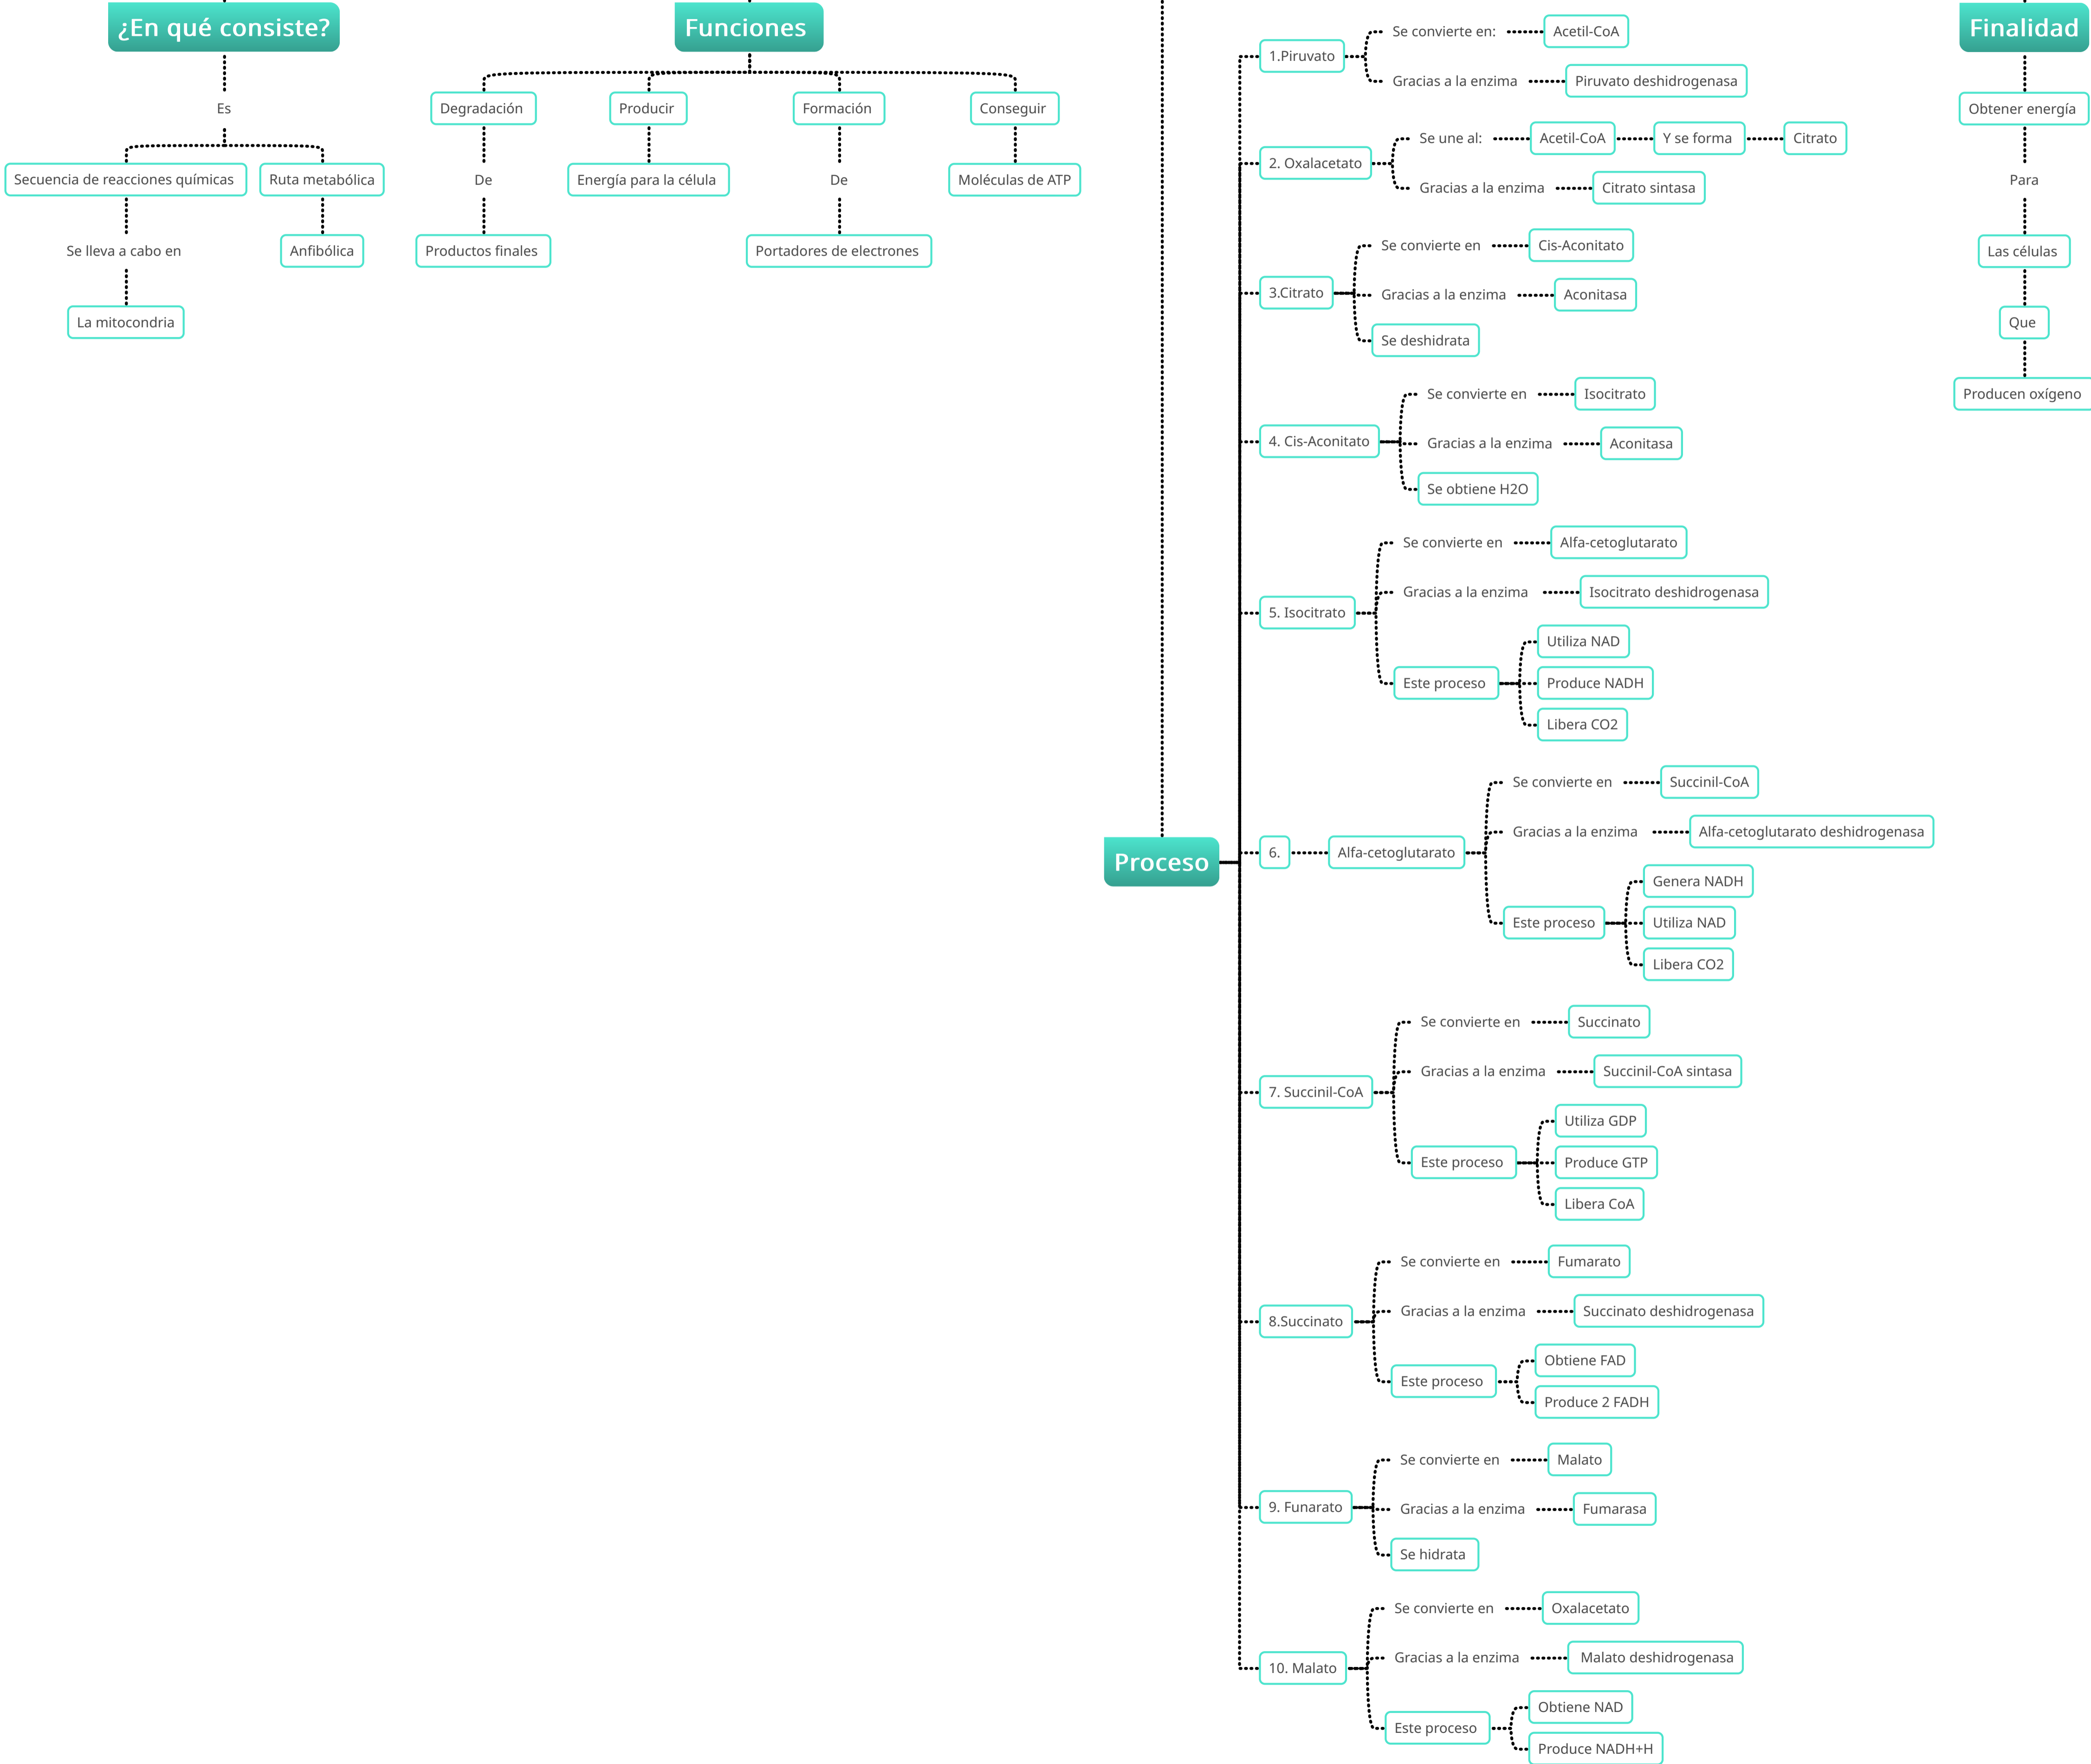 ¿En qué consiste?
Es
Secuencia de reacciones químicas
Ruta metabólica
Se lleva a cabo en
Anfibólica
La mitocondria
Funciones
Degradación
Producir
Formación
Conseguir
De
Energía para la célula
De
Moléculas de ATP
Productos finales
Portadores de electrones
Proceso
1.Piruvato
Se convierte en:
Acetil-CoA
Gracias a la enzima
Piruvato deshidrogenasa
2. Oxalacetato
Se une al:
Acetil-CoA
Y se forma
Citrato
Gracias a la enzima
Citrato sintasa
3.Citrato
Se convierte en
Cis-Aconitato
Gracias a la enzima
Aconitasa
Se deshidrata
4. Cis-Aconitato
Se convierte en
Isocitrato
Gracias a la enzima
Aconitasa
Se obtiene H2O
5. Isocitrato
Se convierte en
Alfa-cetoglutarato
Gracias a la enzima
Isocitrato deshidrogenasa
Este proceso
Utiliza NAD
Produce NADH
Libera CO2
6.
Alfa-cetoglutarato
Se convierte en
Succinil-CoA
Gracias a la enzima
Alfa-cetoglutarato deshidrogenasa
Este proceso
Genera NADH
Utiliza NAD
Libera CO2
7. Succinil-CoA
Se convierte en
Succinato
Gracias a la enzima
Succinil-CoA sintasa
Este proceso
Utiliza GDP
Produce GTP
Libera CoA
8.Succinato
Se convierte en
Fumarato
Gracias a la enzima
Succinato deshidrogenasa
Este proceso
Obtiene FAD
Produce 2 FADH
9. Funarato
Se convierte en
Malato
Gracias a la enzima
Fumarasa
Se hidrata
10. Malato
Se convierte en
Oxalacetato
Gracias a la enzima
Malato deshidrogenasa
Este proceso
Obtiene NAD
Produce NADH+H
Finalidad
Obtener energía
Para
Las células
Que
Producen oxígeno